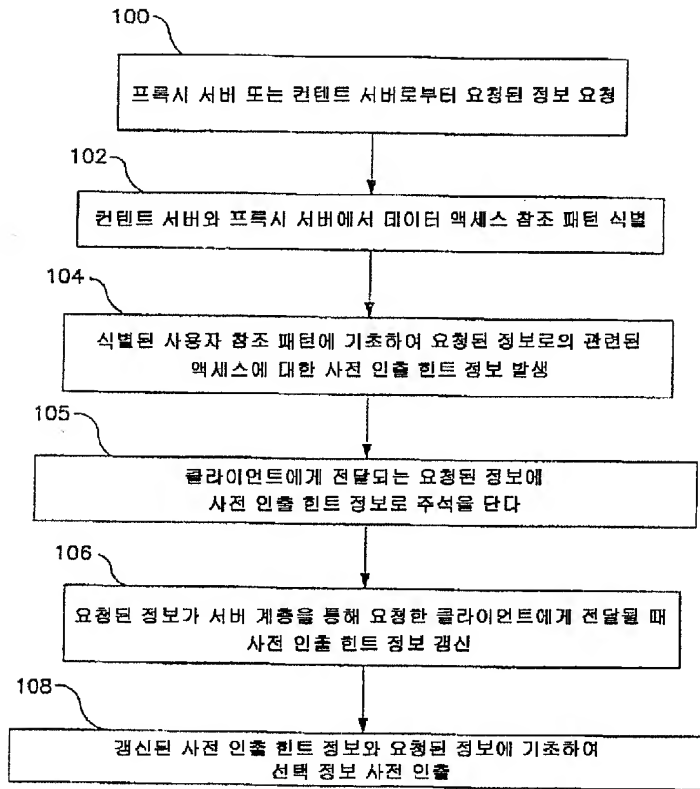 100
프록시 서버 또는 컨텐트 서버로부터 요청된 정보 요청
102
컨텐트 서버와 프록시 서버에서 데이터 액세스 참조 패턴 식별
104
식별된 사용자 참조 패턴에 기초하여 요청된 정보로의 관련된
액세스에 대한 사전 인출 힌트 정보 발생
105
클라이언트에게 전달되는 요청된 정보에
사전 인출 힌트 정보로 주석을 단다
106
요청된 정보가 서버 계층을 통해 요청한 클라이언트에게 전달될 때
사전 인출 힌트 정보 갱신
108
갱신된 사전 인출 힌트 정보와 요청된 정보에 기초하여
선택 정보 사전 인출